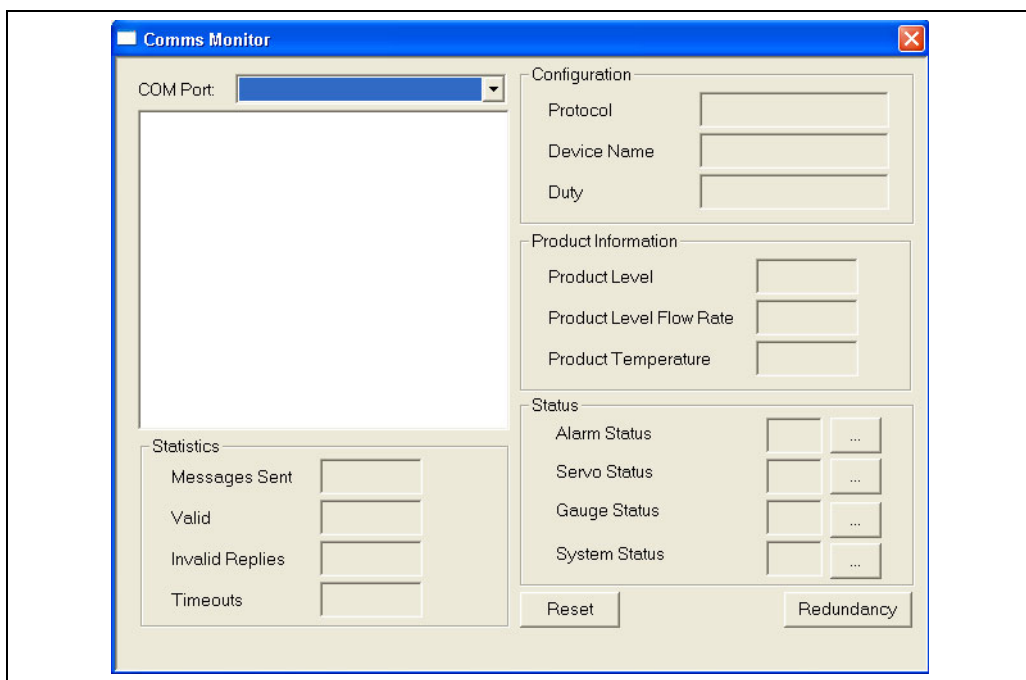 Comms Monitor
COM Port:
Configuration
Protocol
Device Name
Duty
Product Information
Product Level
Product Level Flow Rate
Product Temperature
Status
Alarm Status
...
Servo Status
...
Gauge Status
...
System Status
...
Statistics
Messages Sent
Valid
Invalid Replies
Timeouts
Reset
Redundancy